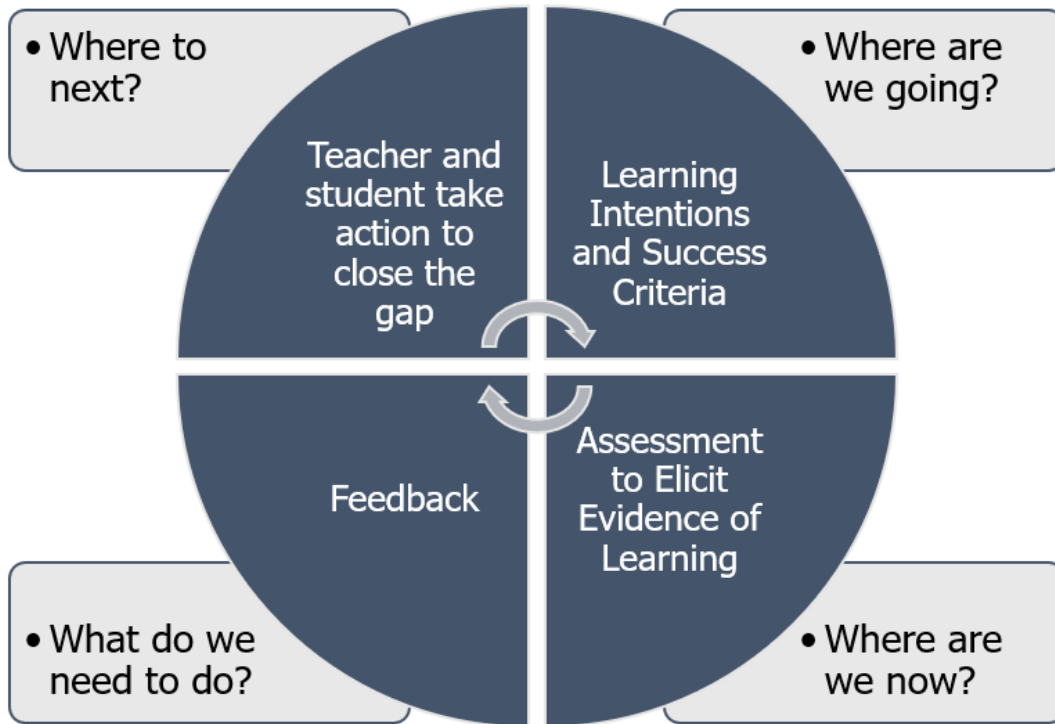 • Where to
next?
• Where are
we going?
Teacher and
student take
action to
close the
gap
Learning
Intentions
and Success
Criteria
Feedback
Assessment
to Elicit
Evidence of
Learning
• What do we
need to do?
• Where are
we now?